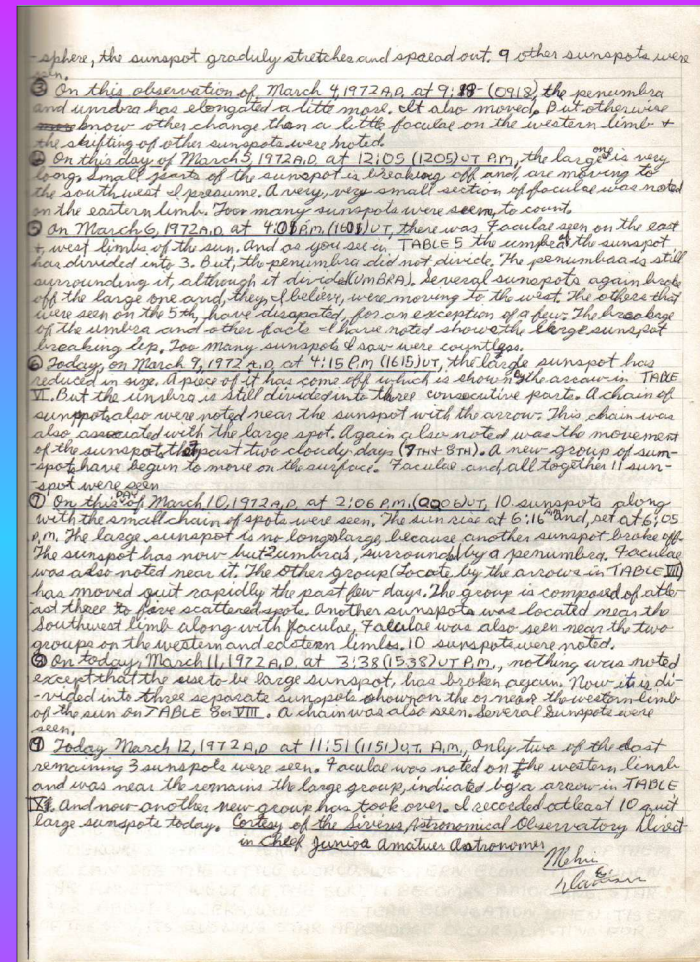 -sphere, the sunspot graduly stretches and spread out. 9 other sunspots were
seen.
③ On this observation of March 4, 1972 A.D. at 9:18 (0918), the penumbra
and umbra has elongated a little more. It also moved. But otherwise
know other change than a little faculae on the western limb &
the shifting of other sunspots were noted.
④ On this day of March 5, 1972 A.D. at 12:05 (1205) UT P.M., the large one is very
long. Small parts of the sunspot is breaking off and, are moving to
the southwest I presume. A very, very small section of faculae was noted
on the eastern limb. Too many sunspots were seen, to count.
⑤ On March 6, 1972 A.D. at 4:01 P.M. (1601) UT, there was faculae seen on the east
& west limbs of the sun. And as you see in TABLE 5 the umbra of the sunspot
has divided into 3. But, the penumbra did not divide. The penumbra is still
surrounding it, although it divided (UMBRA). Several sunspots again broke
off the large one and, they, I believe, were moving to the west. The others that
were seen on the 5th, have disapated, for an exception of a few. The breakage
of the umbra and other facts I have noted shows the large sunspot
breaking up. Too many sunspots I saw were countless.
⑥ Today, on March 9, 1972 A.D. at 4:15 P.M (1615) UT, the large sunspot has
reduced in size. A piece of it has come off which is shown by the arrow in TABLE
VI. But the umbra is still divided into three consecutive parts. A chain of
sunspots also were noted near the sunspot with the arrow. This chain was
also associated with the large spot. Again also noted was the movement
of the sunspots the past two cloudy days (7TH & 8TH). A new group of sun-
-spots have begun to move on the surface. Faculae and all together 11 sun-
-spot were seen
⑦ On this DAY of March 10, 1972 A.D. at 2:06 P.M. (0206) UT, 10 sunspots along
with the small chain of spots were seen. The sun rise at 6:16 AM and, set at 6:05
P.M. The large sunspot is no longer large, because another sunspot broke off.
The sunspot has now but 2 umbras, surrounded by a penumbra. Faculae
was also noted near it. The other group (Locate by the arrows in TABLE VII)
has moved quit rapidly the past few days. The group is composed of atle-
ast three to five scattered spots. Another sunspots was located near the
Southwest limb along with faculae. Faculae was also seen near the two
groups on the western and eastern limbs. 10 sunspots were noted.
⑧ On today, March 11, 1972 A.D. at 3:38 (1538) UT P.M., nothing was noted
except that the use to be large sunspot, has broken again. Now it is di-
-vided into three separate sunspots shown on the or near the western limb
of the sun on TABLE 8 or VIII. A chain was also seen. Several Sunspots were
seen.
⑨ Today March 12, 1972 A.D. at 11:51 (1151) UT. A.M., only two of the last
remaining 3 sunspots were seen. Faculae was noted on the western limb
and was near the remains the large group, indicated by a arrow in TABLE
And now another new group has took over. I recorded atleast 10 quit
large sunspots today. Cortesy of the Siries Astronomical Observatory Direct
in Chief Junior Amatuer Astronomer